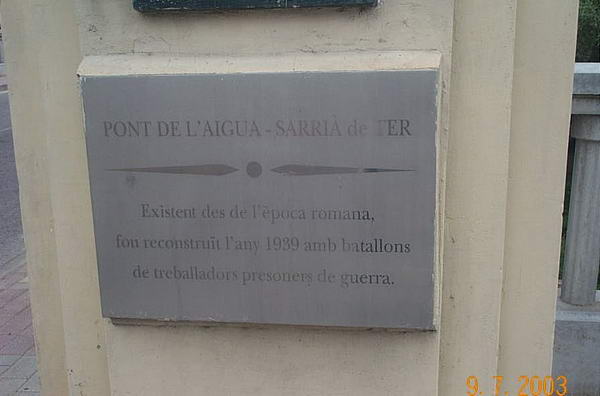 PONT DE L'AIGUA - SARRIÀ de TER
Existent des de l'època romana,
fou reconstruït l'any 1939 amb batallons
de treballadors presoners de guerra.
9. 7. 2003